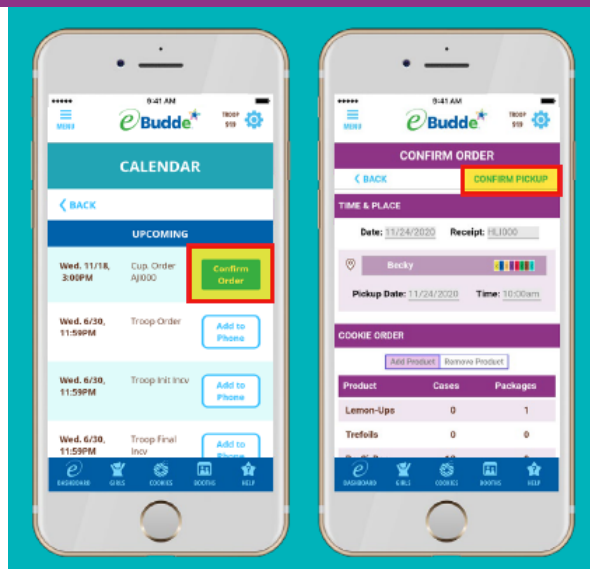 9:41 AM
MENU
eBudde
TROOP 919
CALENDAR
< BACK
UPCOMING
Wed. 11/18, 3:00PM
Cup. Order AJI000
Confirm Order
Wed. 6/30, 11:59PM
Troop Order
Add to Phone
Wed. 6/30, 11:59PM
Troop Init Incv
Add to Phone
Wed. 6/30, 11:59PM
Troop Final Incv
Add to Phone
DASHBOARD GIRLS COOKIES BOOTHS HELP
9:41 AM
MENU
eBudde
TROOP 919
CONFIRM ORDER
< BACK
CONFIRM PICKUP
TIME & PLACE
Date: 11/24/2020 Receipt: HLI000
Becky
Pickup Date: 11/24/2020 Time: 10:00am
COOKIE ORDER
Add Product Remove Product
Product Cases Packages
Lemon-Ups 0 1
Trefoils 0 0
DASHBOARD GIRLS COOKIES BOOTHS HELP